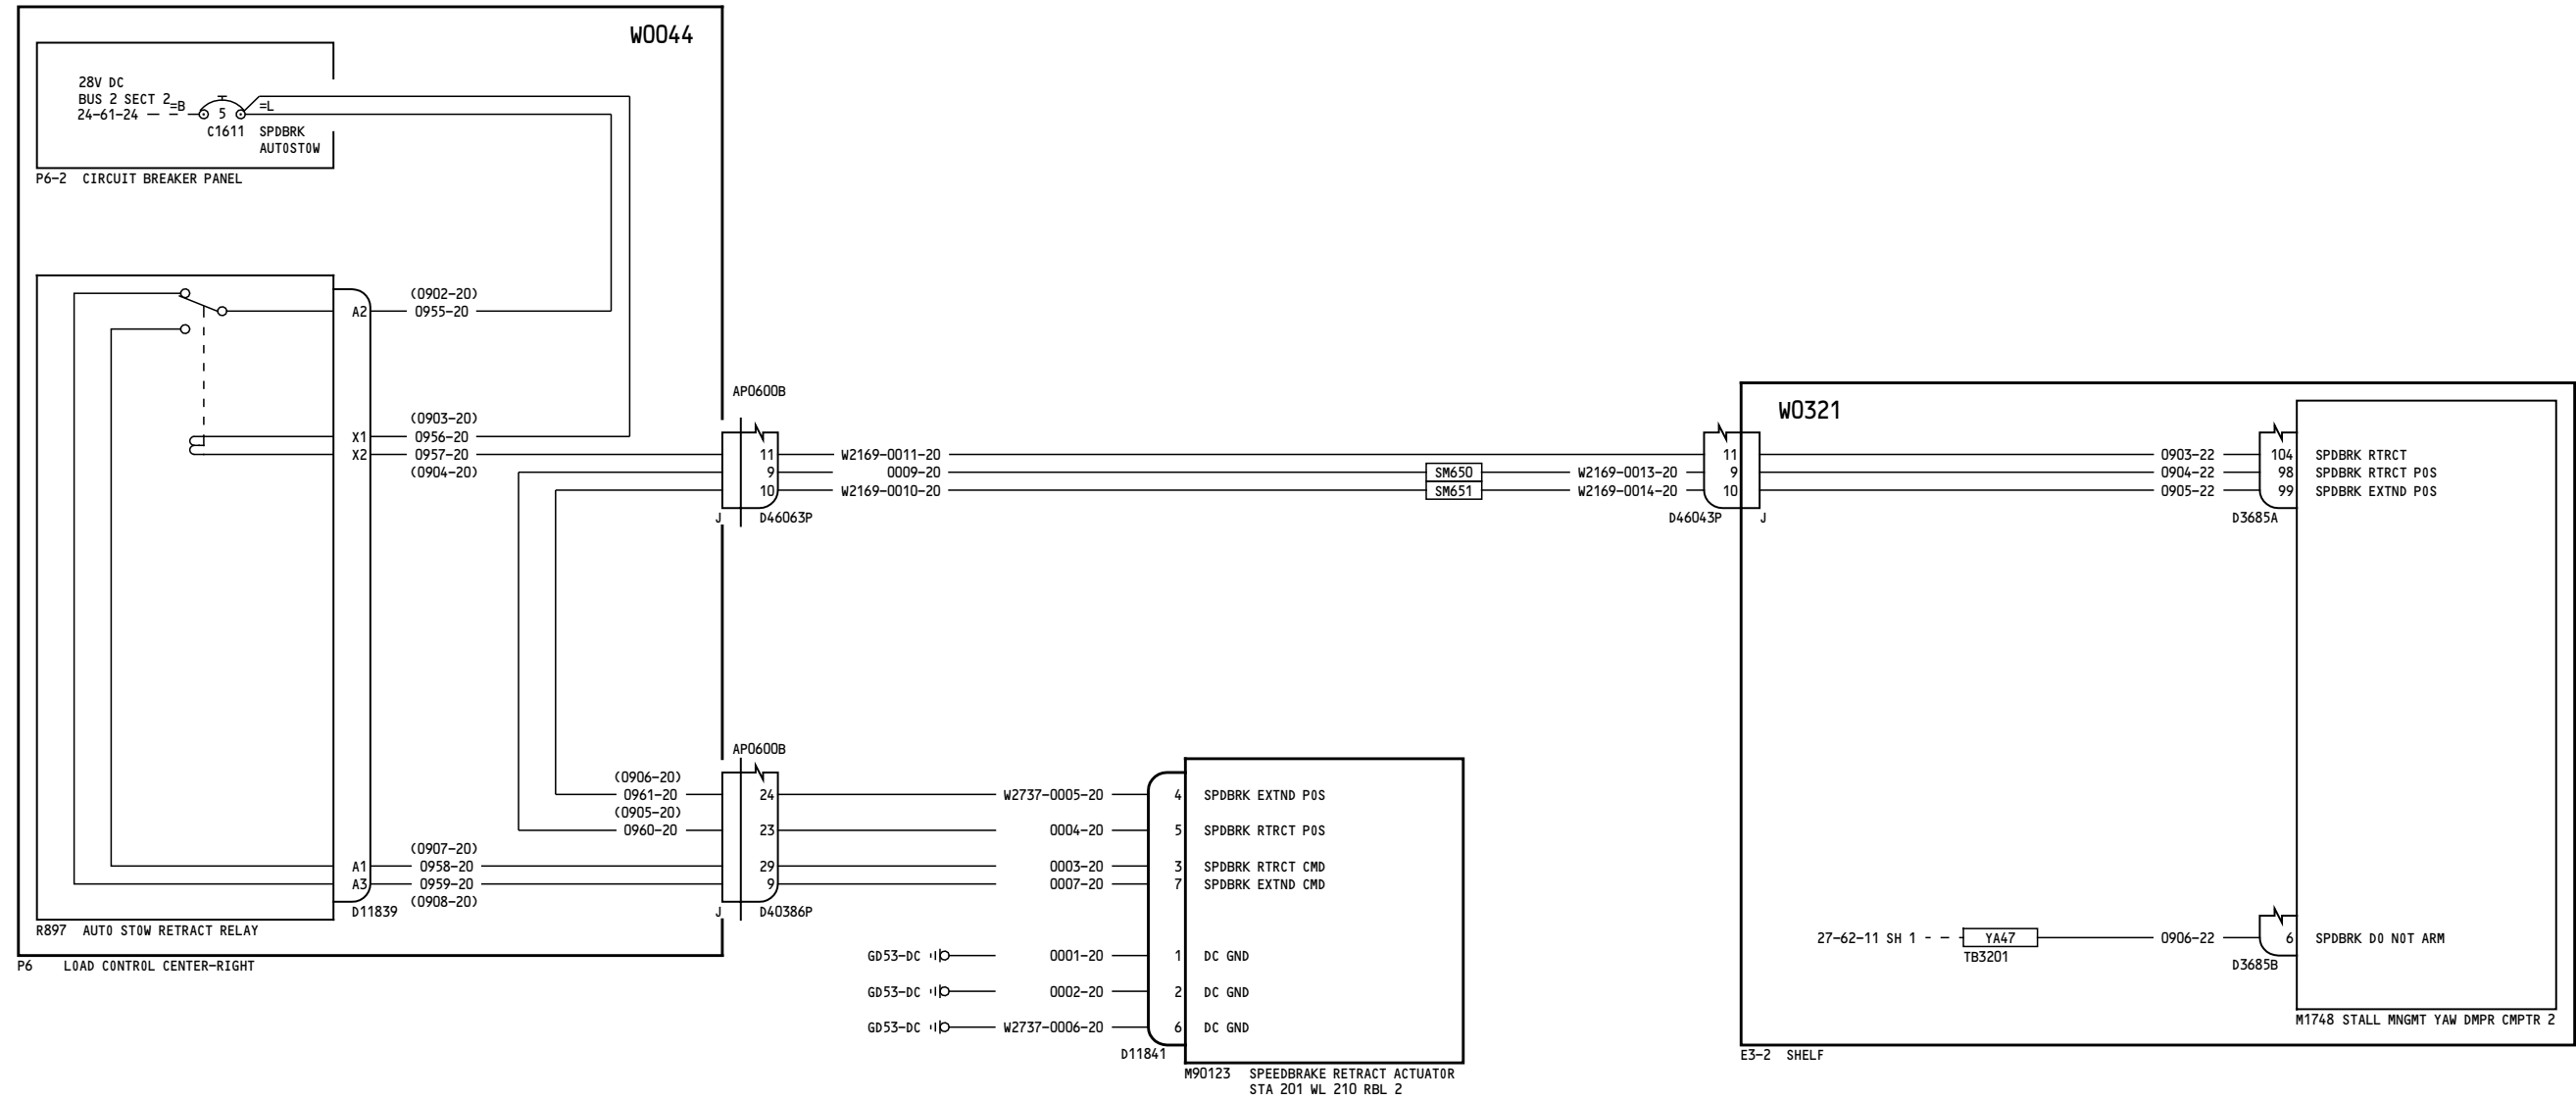 W0044
28V DC
BUS 2 SECT 2
24-61-24
=B
5
=L
C1611
SPDBRK
AUTOSTOW
P6-2 CIRCUIT BREAKER PANEL
(0902-20)
A2 0955-20
(0903-20)
X1 0956-20
X2 0957-20
(0904-20)
(0906-20)
0961-20
(0905-20)
0960-20
(0907-20)
A1 0958-20
A3 0959-20
(0908-20)
D11839
R897 AUTO STOW RETRACT RELAY
P6 LOAD CONTROL CENTER-RIGHT
AP0600B
11 W2169-0011-20
9 0009-20
10 W2169-0010-20
J D46063P
SM650 W2169-0013-20
SM651 W2169-0014-20
11
9
10
D46043P J
AP0600B
24 W2737-0005-20 4 SPDBRK EXTND POS
23 0004-20 5 SPDBRK RTRCT POS
29 0003-20 3 SPDBRK RTRCT CMD
9 0007-20 7 SPDBRK EXTND CMD
J D40386P
GD53-DC 0001-20 1 DC GND
GD53-DC 0002-20 2 DC GND
GD53-DC W2737-0006-20 6 DC GND
D11841
M90123 SPEEDBRAKE RETRACT ACTUATOR
STA 201 WL 210 RBL 2
W0321
0903-22 104 SPDBRK RTRCT
0904-22 98 SPDBRK RTRCT POS
0905-22 99 SPDBRK EXTND POS
D3685A
27-62-11 SH 1 YA47 0906-22 6 SPDBRK DO NOT ARM
TB3201
D3685B
M1748 STALL MNGMT YAW DMPR CMPTR 2
E3-2 SHELF